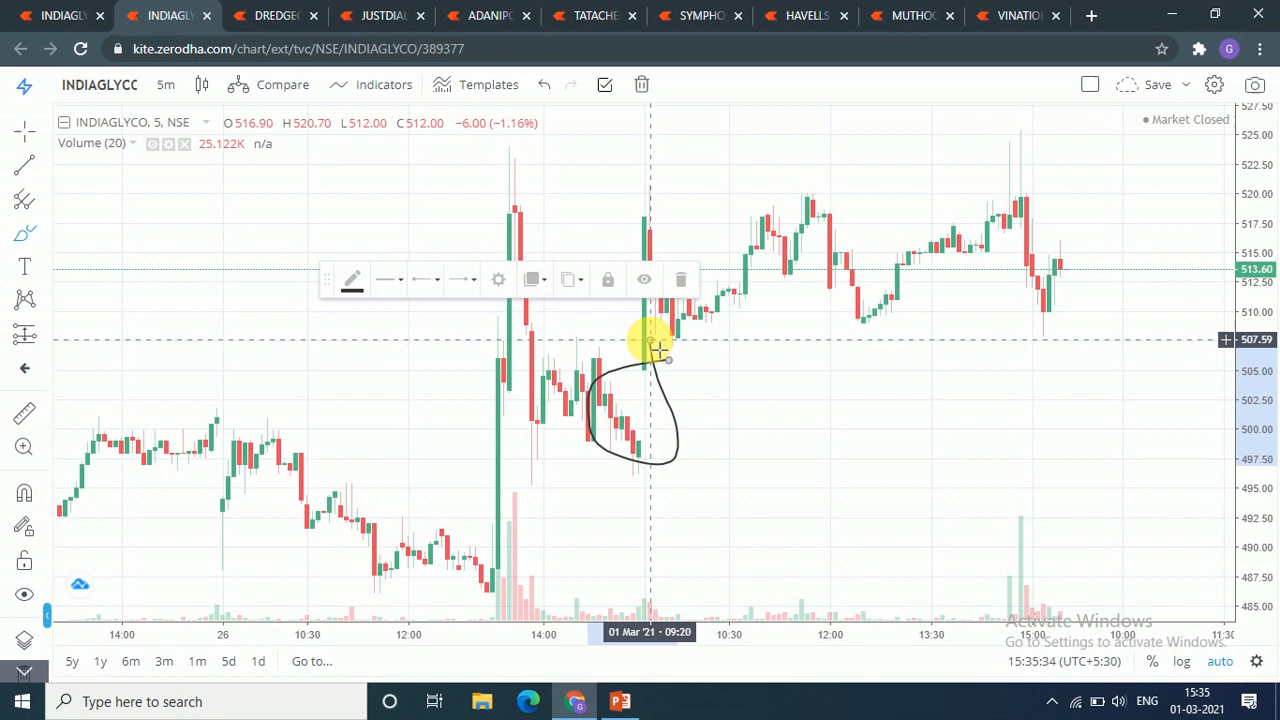 INDIAGLY × INDIAGLY × DREDGEC × JUSTDIAL × ADANIPO × TATACHE × SYMPHO × HAVELLS × MUTHOO × VINATIO × +
kite.zerodha.com/chart/ext/tvc/NSE/INDIAGLYCO/389377 G
INDIAGLYCC 5m Compare Indicators Templates Save
INDIAGLYCO, 5, NSE O 516.90 H 520.70 L 512.00 C 512.00 −6.00 (−1.16%) Market Closed
Volume (20) 25.122K n/a
527.50
525.00
522.50
520.00
517.50
515.00
513.60
512.50
510.00
507.59
505.00
502.50
500.00
497.50
495.00
492.50
490.00
487.50
485.00
14:00 26 10:30 12:00 14:00 01 Mar '21 - 09:20 10:30 12:00 13:30 15:00 10:00 11:30
Activate Windows
Go to Settings to activate Windows.
5y 1y 6m 3m 1m 5d 1d Go to... 15:35:34 (UTC+5:30) % log auto
Type here to search ENG 15:35
01-03-2021